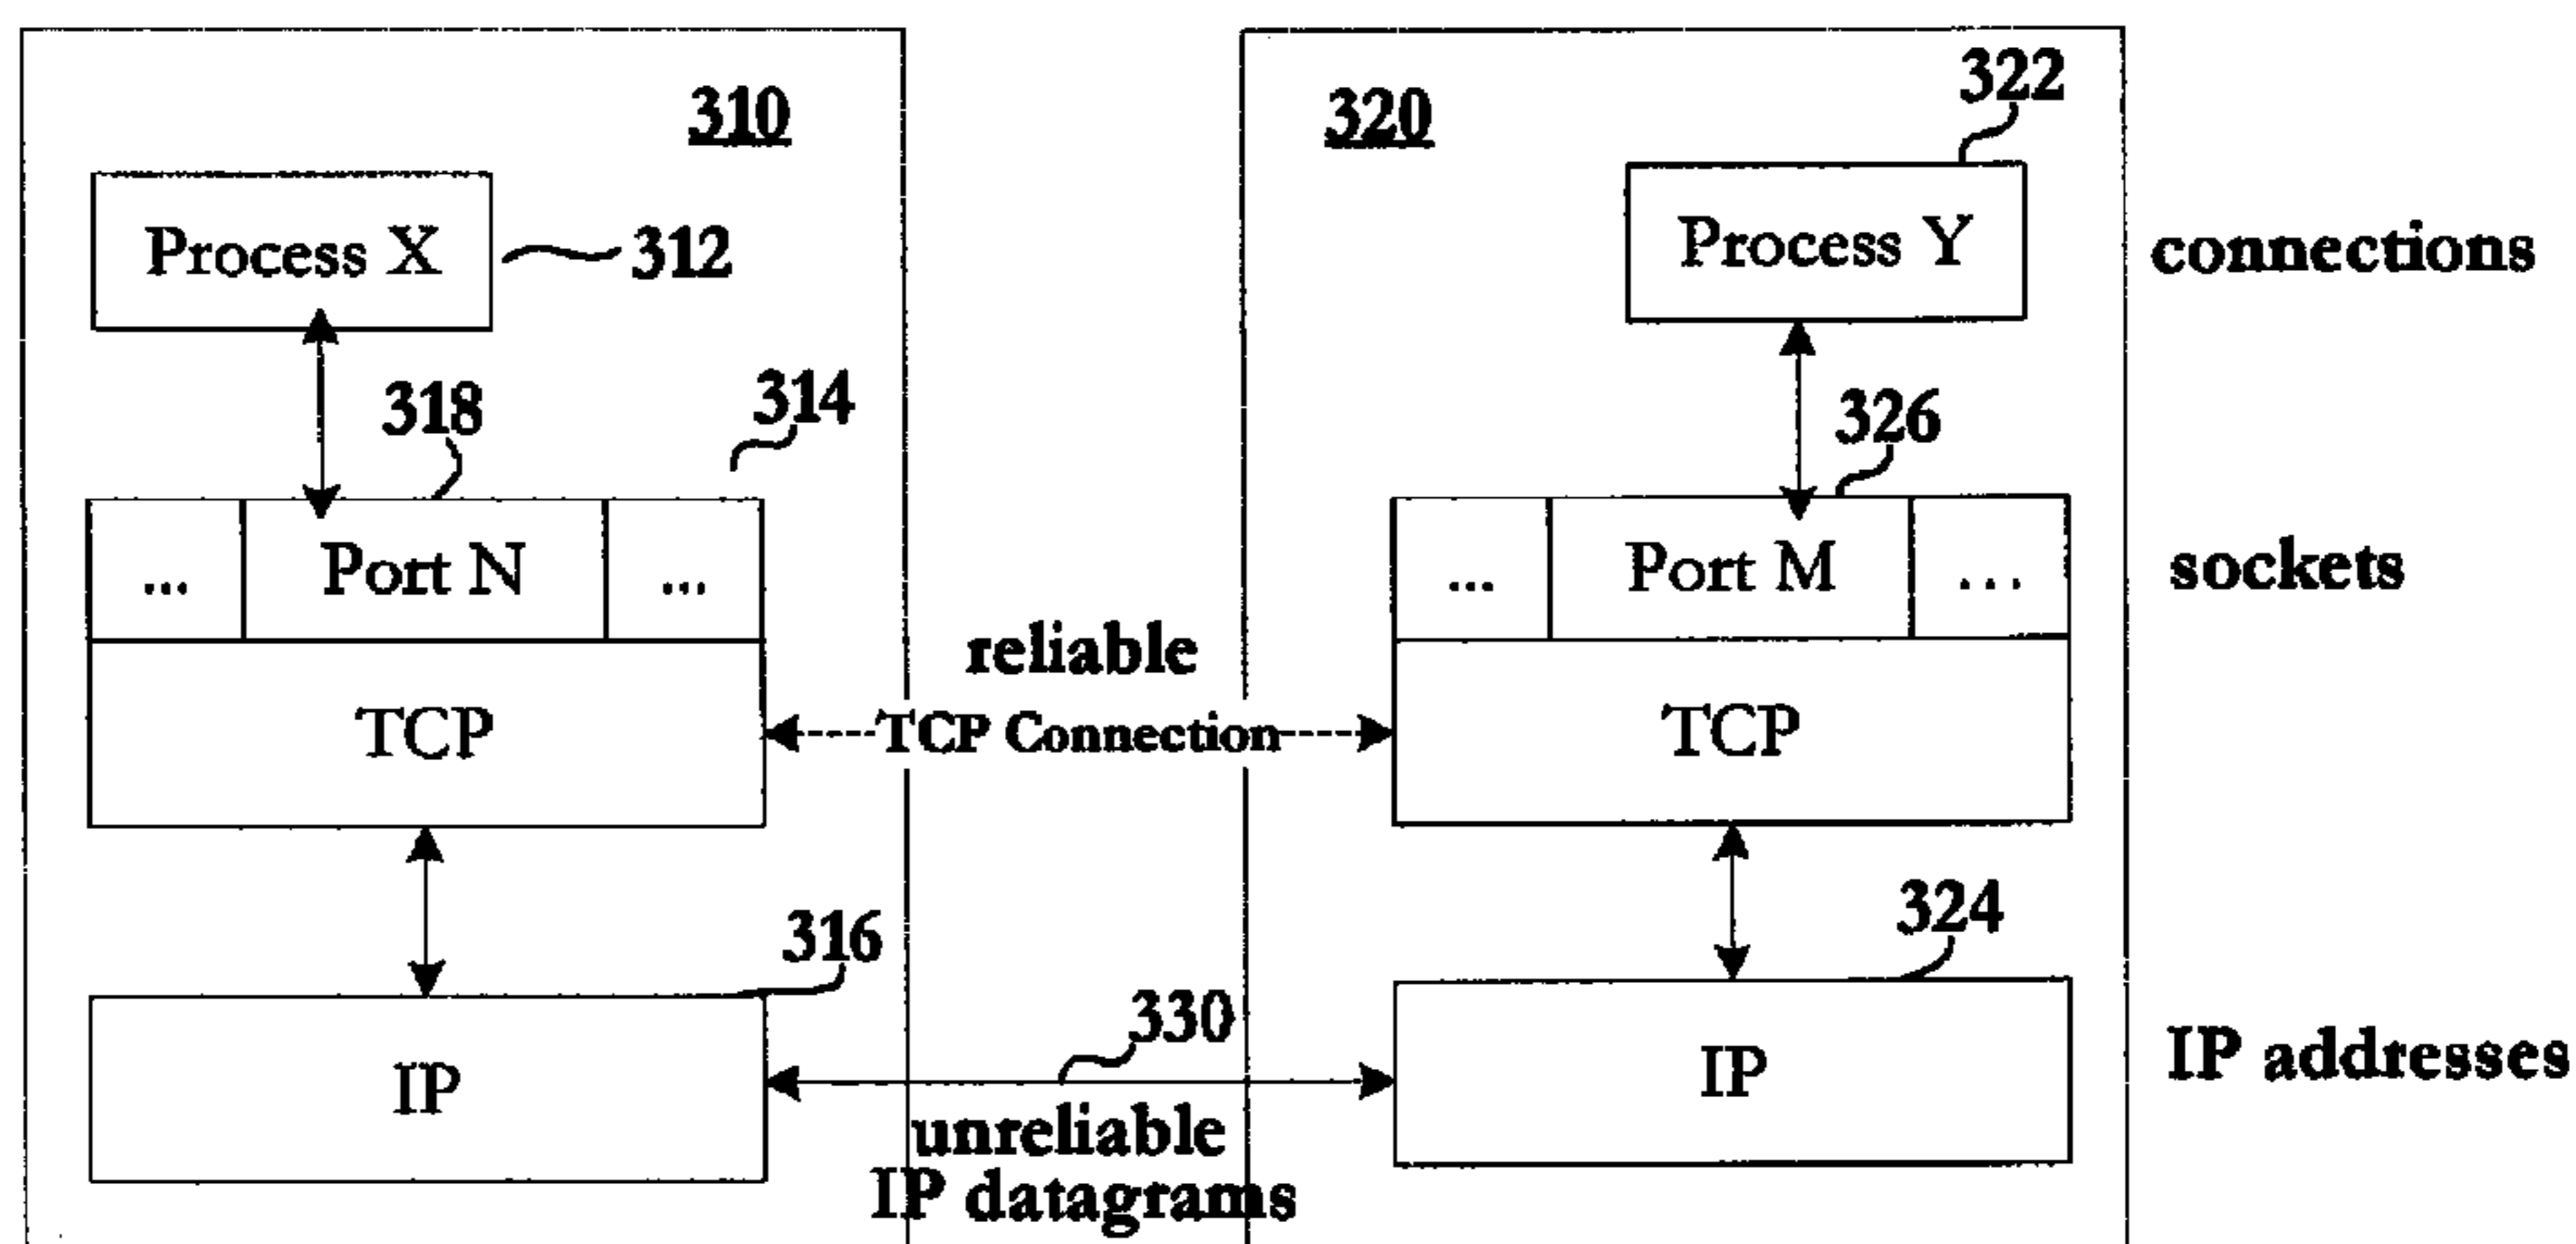 322
310
320
Process X
312
Process Y
connections
318
314
326
...
Port N
...
...
Port M
...
sockets
reliable
TCP
TCP Connection
TCP
316
324
330
IP
IP
IP addresses
unreliable
IP datagrams